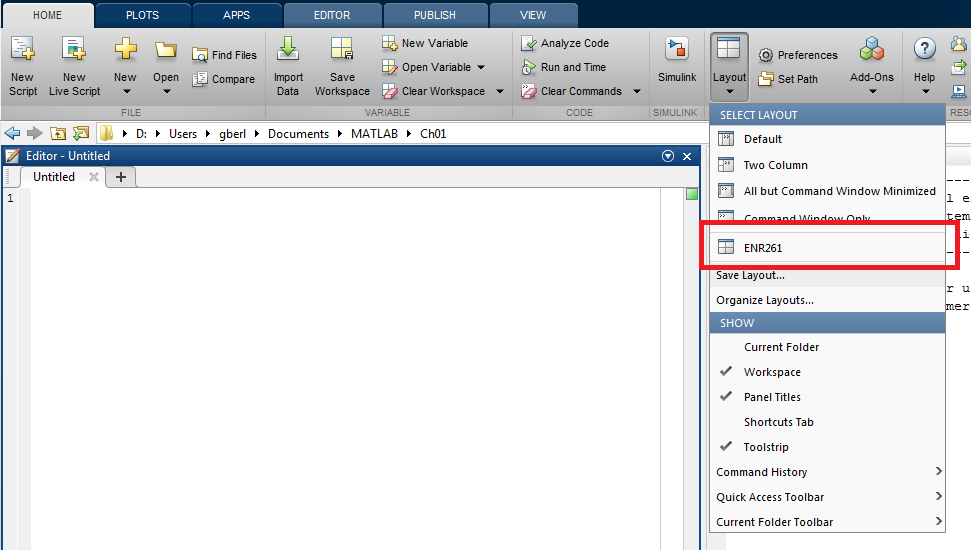 HOME PLOTS APPS EDITOR PUBLISH VIEW
New Script
New Live Script
New
Open
Find Files
Compare
FILE
Import Data
Save Workspace
New Variable
Open Variable
Clear Workspace
VARIABLE
Analyze Code
Run and Time
Clear Commands
CODE
Simulink
SIMULINK
Layout
Preferences
Set Path
Add-Ons
Help
D: Users gberl Documents MATLAB Ch01
Editor - Untitled
Untitled
1
SELECT LAYOUT
Default
Two Column
All but Command Window Minimized
Command Window Only
ENR261
Save Layout...
Organize Layouts...
SHOW
Current Folder
Workspace
Panel Titles
Shortcuts Tab
Toolstrip
Command History
Quick Access Toolbar
Current Folder Toolbar